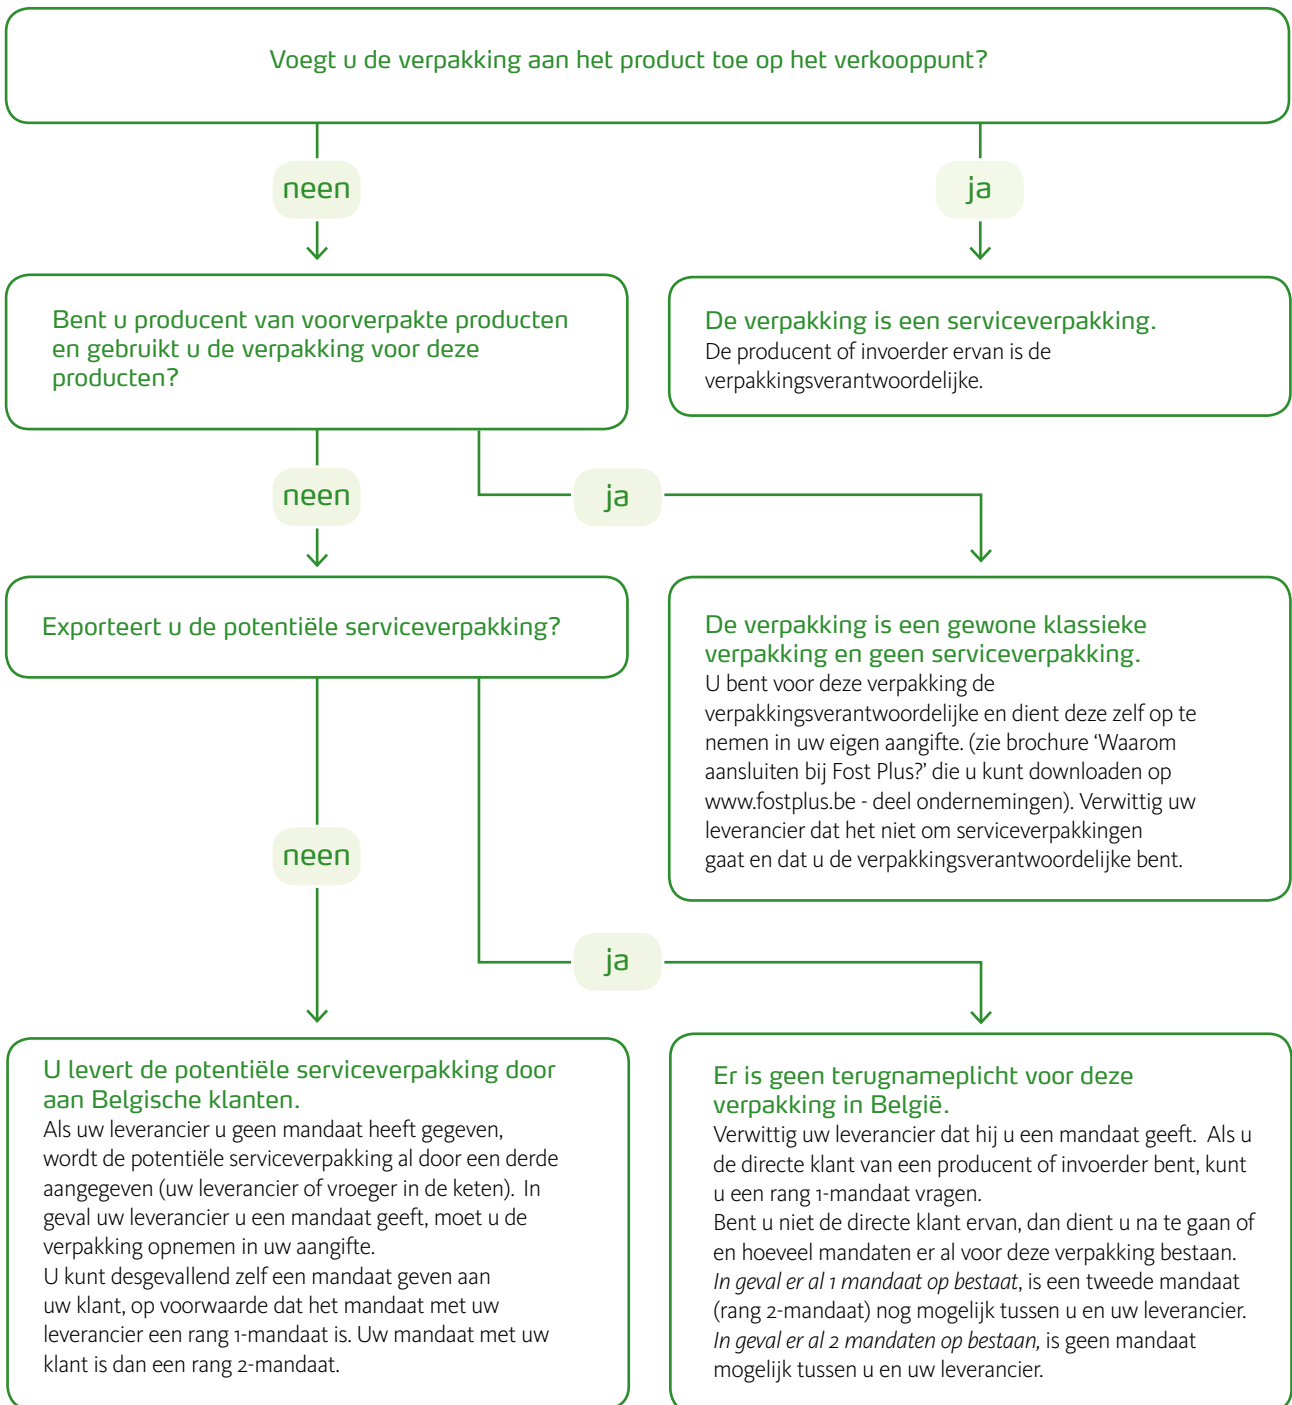 Voegt u de verpakking aan het product toe op het verkooppunt?
neen
ja
Bent u producent van voorverpakte producten
en gebruikt u de verpakking voor deze
producten?
De verpakking is een serviceverpakking.
De producent of invoerder ervan is de
verpakkingsverantwoordelijke.
neen
ja
Exporteert u de potentiële serviceverpakking?
De verpakking is een gewone klassieke
verpakking en geen serviceverpakking.
U bent voor deze verpakking de
verpakkingsverantwoordelijke en dient deze zelf op te
nemen in uw eigen aangifte. (zie brochure ‘Waarom
aansluiten bij Fost Plus?’ die u kunt downloaden op
www.fostplus.be - deel ondernemingen). Verwittig uw
leverancier dat het niet om serviceverpakkingen
gaat en dat u de verpakkingsverantwoordelijke bent.
neen
ja
U levert de potentiële serviceverpakking door
aan Belgische klanten.
Als uw leverancier u geen mandaat heeft gegeven,
wordt de potentiële serviceverpakking al door een derde
aangegeven (uw leverancier of vroeger in de keten). In
geval uw leverancier u een mandaat geeft, moet u de
verpakking opnemen in uw aangifte.
U kunt desgevallend zelf een mandaat geven aan
uw klant, op voorwaarde dat het mandaat met uw
leverancier een rang 1-mandaat is. Uw mandaat met uw
klant is dan een rang 2-mandaat.
Er is geen terugnameplicht voor deze
verpakking in België.
Verwittig uw leverancier dat hij u een mandaat geeft. Als u
de directe klant van een producent of invoerder bent, kunt
u een rang 1-mandaat vragen.
Bent u niet de directe klant ervan, dan dient u na te gaan of
en hoeveel mandaten er al voor deze verpakking bestaan.
In geval er al 1 mandaat op bestaat, is een tweede mandaat
(rang 2-mandaat) nog mogelijk tussen u en uw leverancier.
In geval er al 2 mandaten op bestaan, is geen mandaat
mogelijk tussen u en uw leverancier.